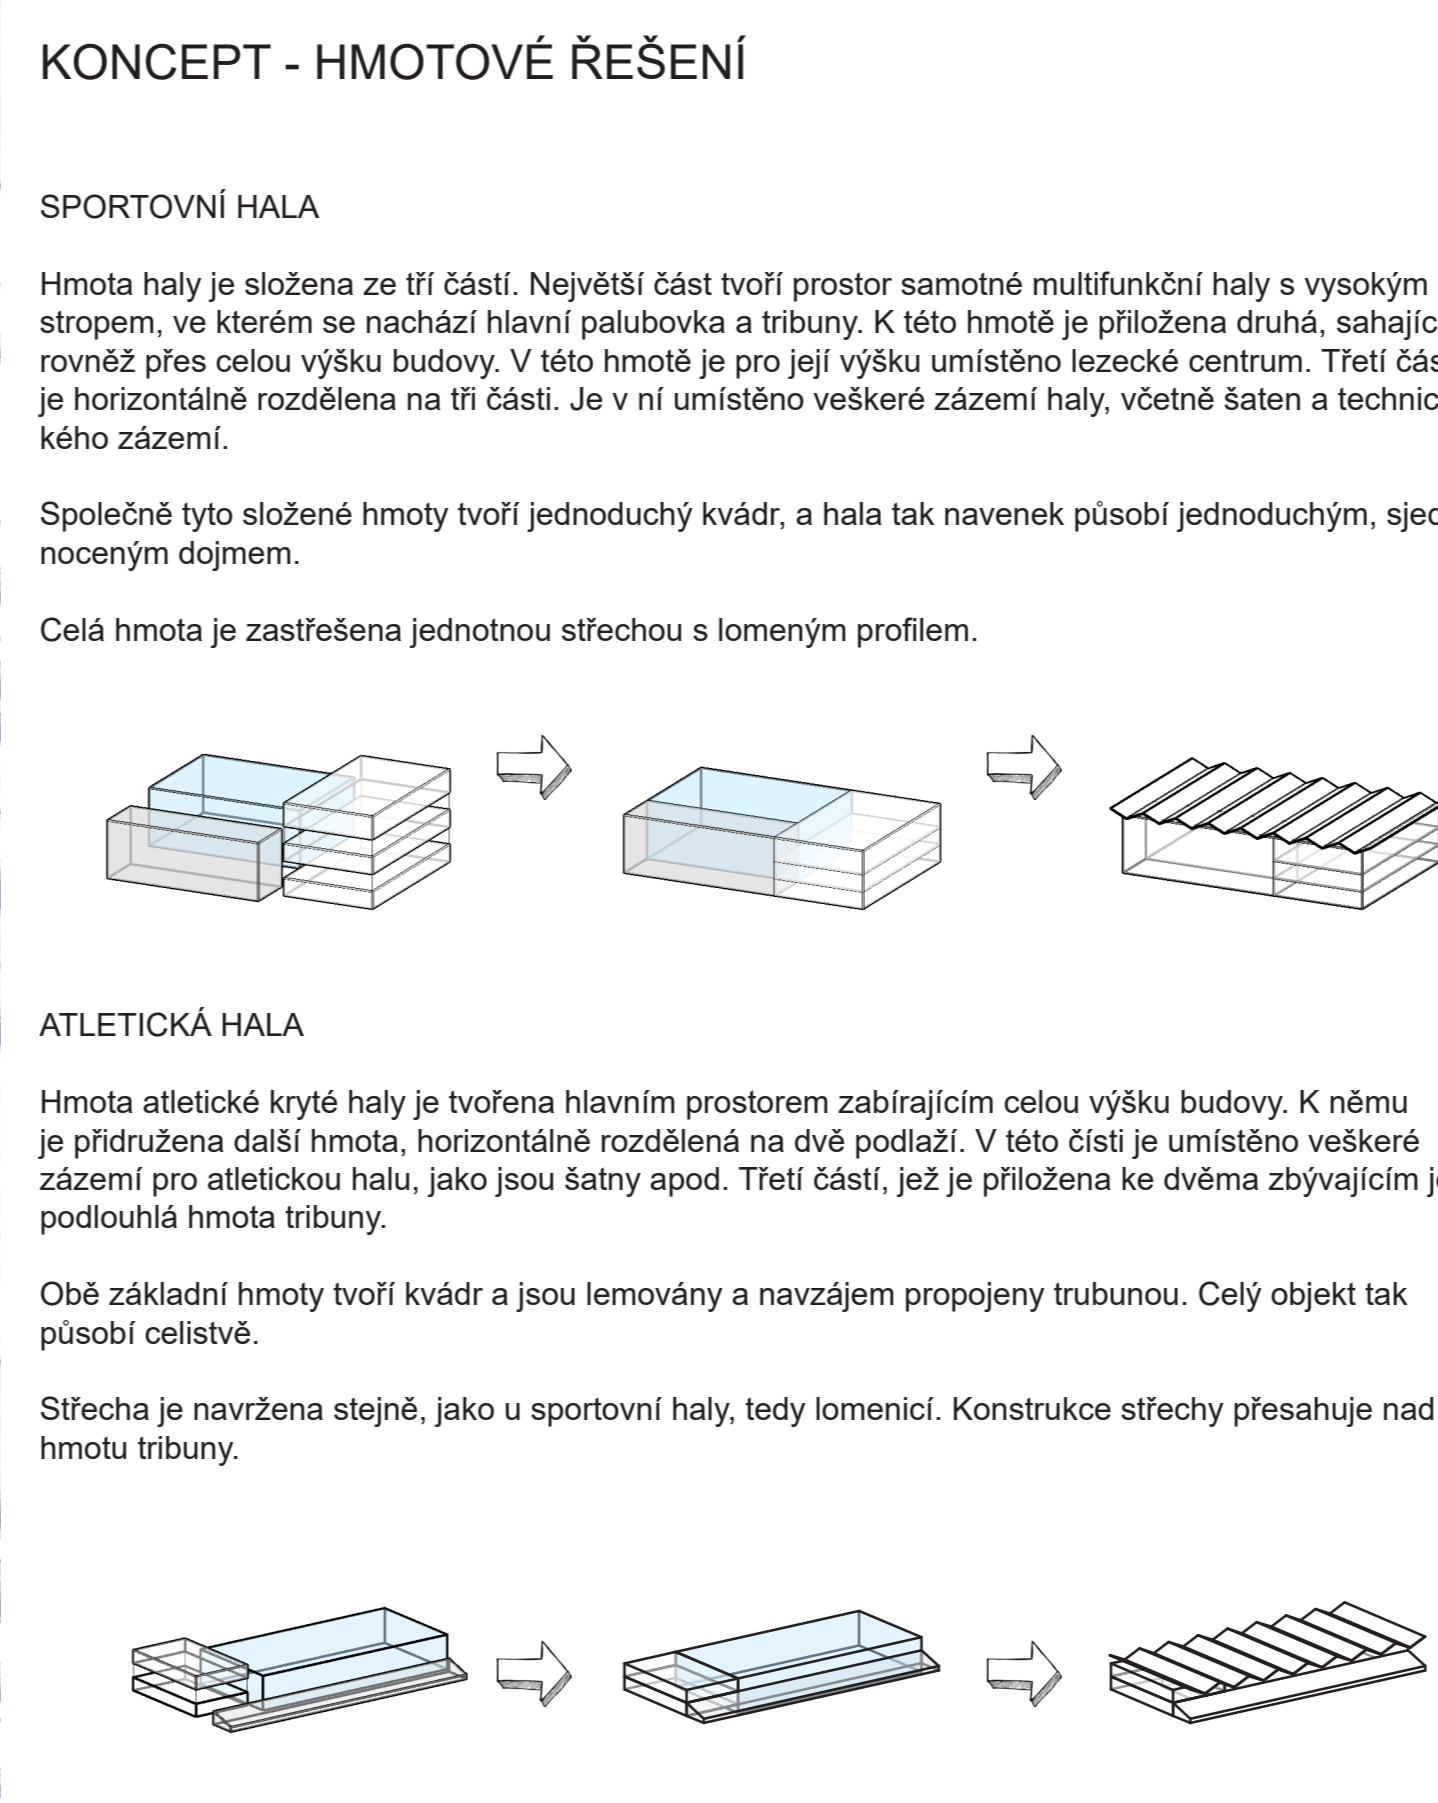 KONCEPT - HMOTOVÉ ŘEŠENÍ
SPORTOVNÍ HALA
Hmota haly je složena ze tří částí. Největší část tvoří prostor samotné multifunkční haly s vysokým
stropem, ve kterém se nachází hlavní palubovka a tribuny. K této hmotě je přiložena druhá, sahajíc
rovněž přes celou výšku budovy. V této hmotě je pro její výšku umístěno lezecké centrum. Třetí čás
je horizontálně rozdělena na tři části. Je v ní umístěno veškeré zázemí haly, včetně šaten a technic
kého zázemí.
Společně tyto složené hmoty tvoří jednoduchý kvádr, a hala tak navenek působí jednoduchým, sjed
noceným dojmem.
Celá hmota je zastřešena jednotnou střechou s lomeným profilem.
ATLETICKÁ HALA
Hmota atletické kryté haly je tvořena hlavním prostorem zabírajícím celou výšku budovy. K němu
je přidružena další hmota, horizontálně rozdělená na dvě podlaží. V této čísti je umístěno veškeré
zázemí pro atletickou halu, jako jsou šatny apod. Třetí částí, jež je přiložena ke dvěma zbývajícím je
podlouhlá hmota tribuny.
Obě základní hmoty tvoří kvádr a jsou lemovány a navzájem propojeny trubunou. Celý objekt tak
působí celistvě.
Střecha je navržena stejně, jako u sportovní haly, tedy lomenicí. Konstrukce střechy přesahuje nad
hmotu tribuny.